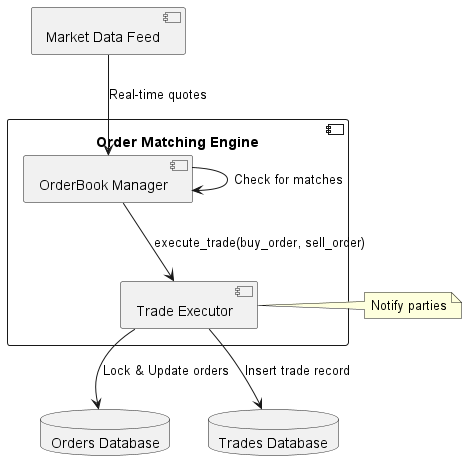 Market Data Feed
Real-time quotes
Order Matching Engine
OrderBook Manager
Check for matches
execute_trade(buy_order, sell_order)
Trade Executor
Notify parties
Lock & Update orders
Insert trade record
Orders Database
Trades Database